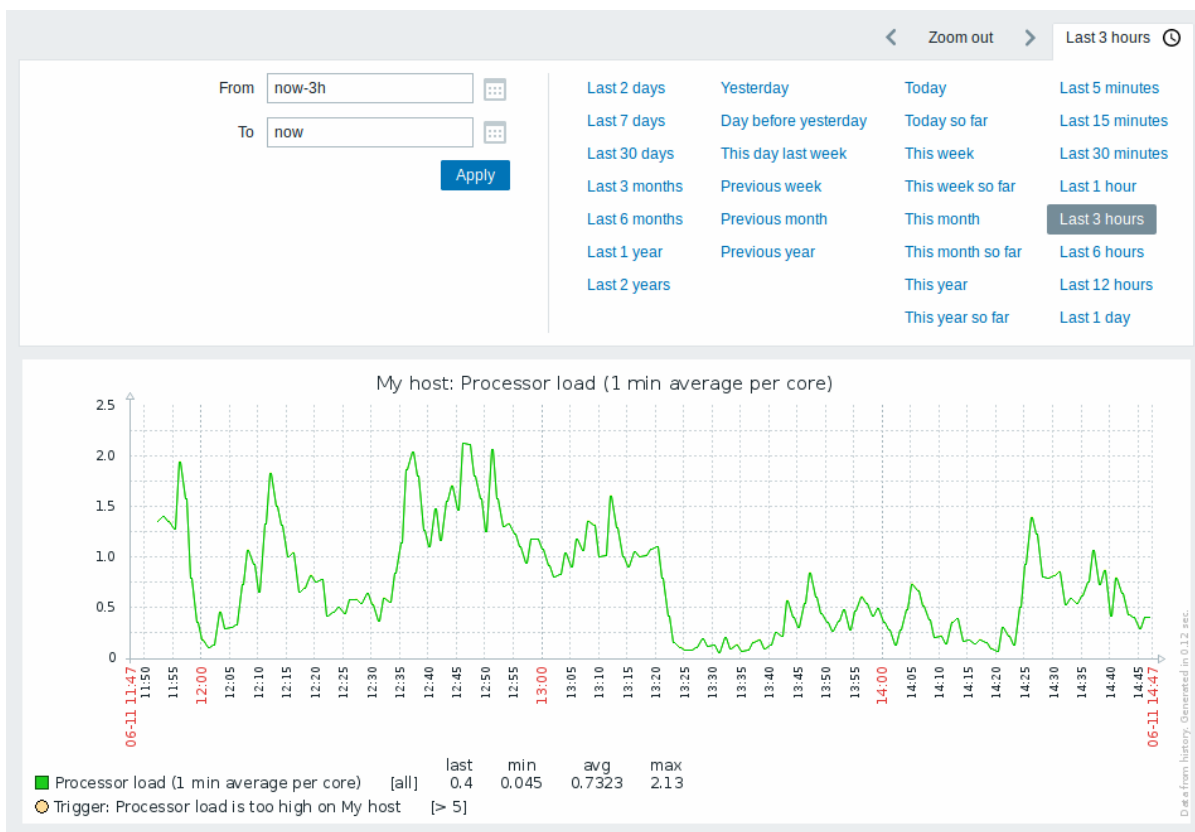 Zoom out
Last 3 hours
From now-3h
To now
Apply
Last 2 days Yesterday Today Last 5 minutes
Last 7 days Day before yesterday Today so far Last 15 minutes
Last 30 days This day last week This week Last 30 minutes
Last 3 months Previous week This week so far Last 1 hour
Last 6 months Previous month This month Last 3 hours
Last 1 year Previous year This month so far Last 6 hours
Last 2 years This year Last 12 hours
This year so far Last 1 day
My host: Processor load (1 min average per core)
2.5
2.0
1.5
1.0
0.5
0
06-11 11:47
11:50
11:55
12:00
12:05
12:10
12:15
12:20
12:25
12:30
12:35
12:40
12:45
12:50
12:55
13:00
13:05
13:10
13:15
13:20
13:25
13:30
13:35
13:40
13:45
13:50
13:55
14:00
14:05
14:10
14:15
14:20
14:25
14:30
14:35
14:40
14:45
06-11 14:47
last min avg max
Processor load (1 min average per core) [all] 0.4 0.045 0.7323 2.13
Trigger: Processor load is too high on My host [> 5]
Data from history. Generated in 0.12 sec.